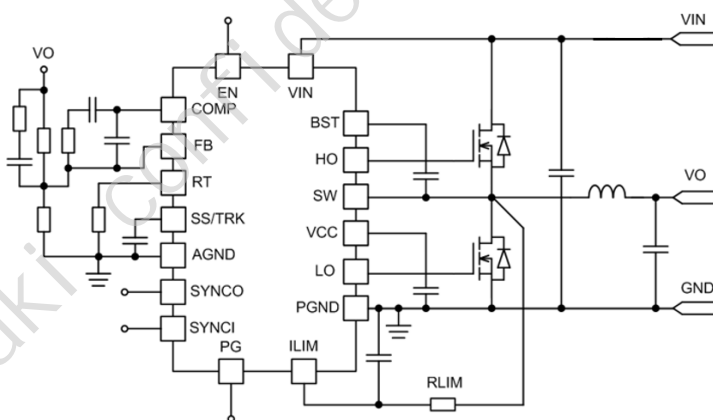 VIN
VO
EN
VIN
COMP
BST
FB
HO
RT
SW
VO
SS/TRK
VCC
AGND
LO
SYNCO
GND
PGND
SYNCI
PG
ILIM
RLIM